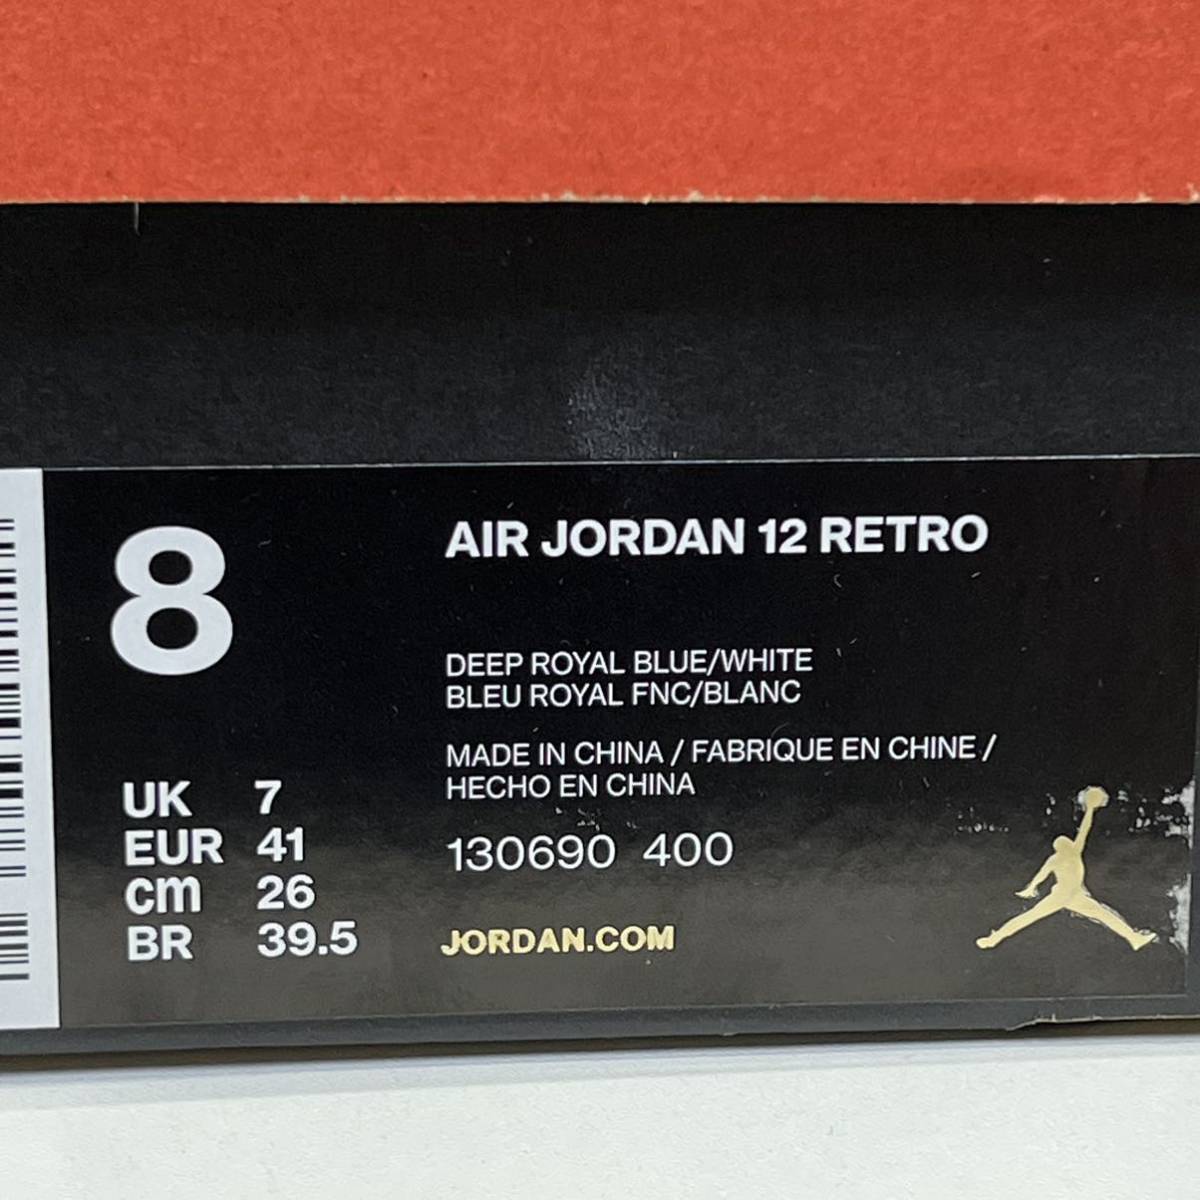 8
UK 7
EUR 41
cm 26
BR 39.5
AIR JORDAN 12 RETRO
DEEP ROYAL BLUE/WHITE
BLEU ROYAL FNC/BLANC
MADE IN CHINA / FABRIQUE EN CHINE /
HECHO EN CHINA
130690 400
JORDAN.COM